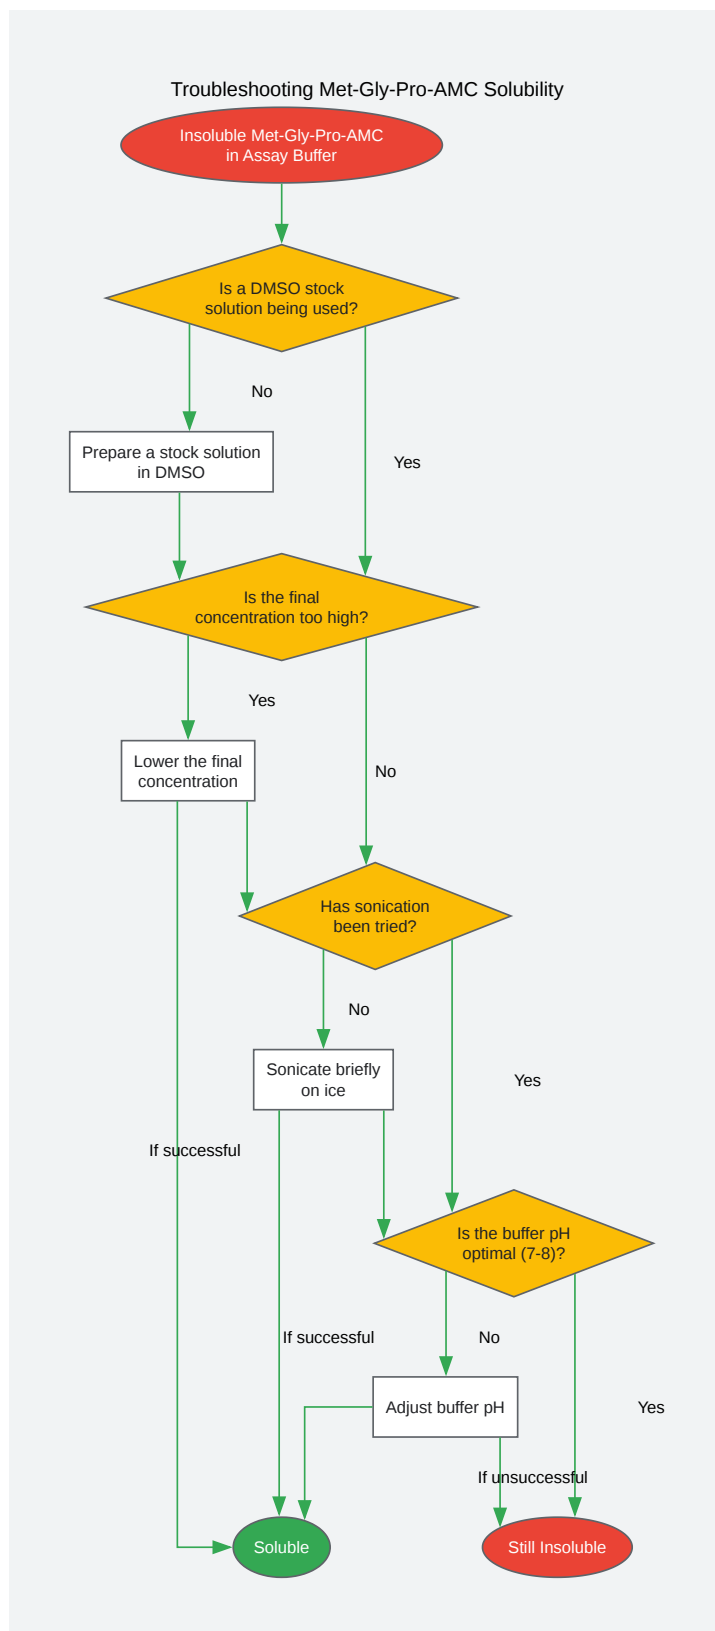 Troubleshooting Met-Gly-Pro-AMC Solubility
Insoluble Met-Gly-Pro-AMC
in Assay Buffer
Is a DMSO stock
solution being used?
No
Prepare a stock solution
in DMSO
Yes
Is the final
concentration too high?
Yes
Lower the final
concentration
No
Has sonication
been tried?
No
Sonicate briefly
on ice
Yes
If successful
Is the buffer pH
optimal (7-8)?
If successful
No
Adjust buffer pH
Yes
If unsuccessful
Soluble
Still Insoluble